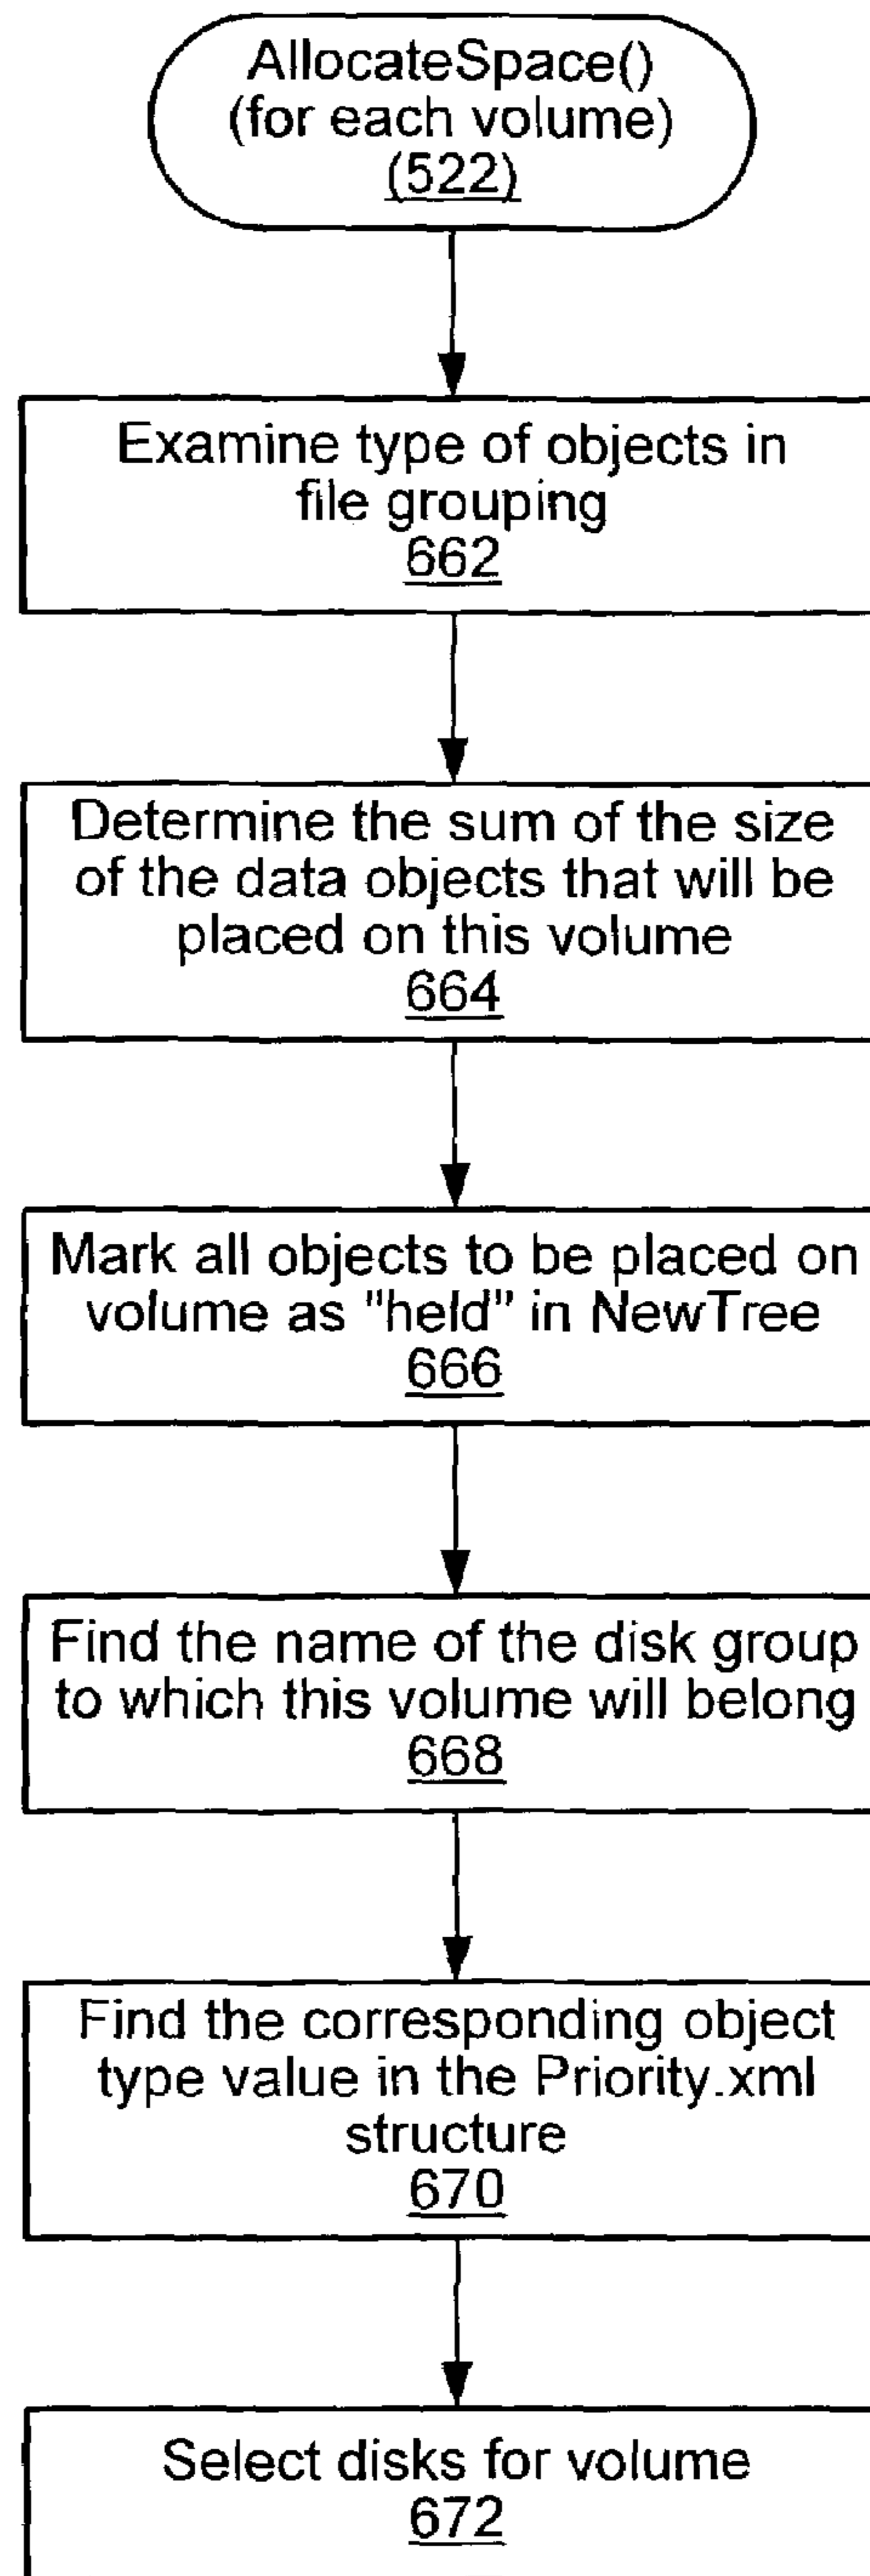 AllocateSpace()
(for each volume)
(522)
Examine type of objects in
file grouping
662
Determine the sum of the size
of the data objects that will be
placed on this volume
664
Mark all objects to be placed on
volume as "held" in NewTree
666
Find the name of the disk group
to which this volume will belong
668
Find the corresponding object
type value in the Priority.xml
structure
670
Select disks for volume
672